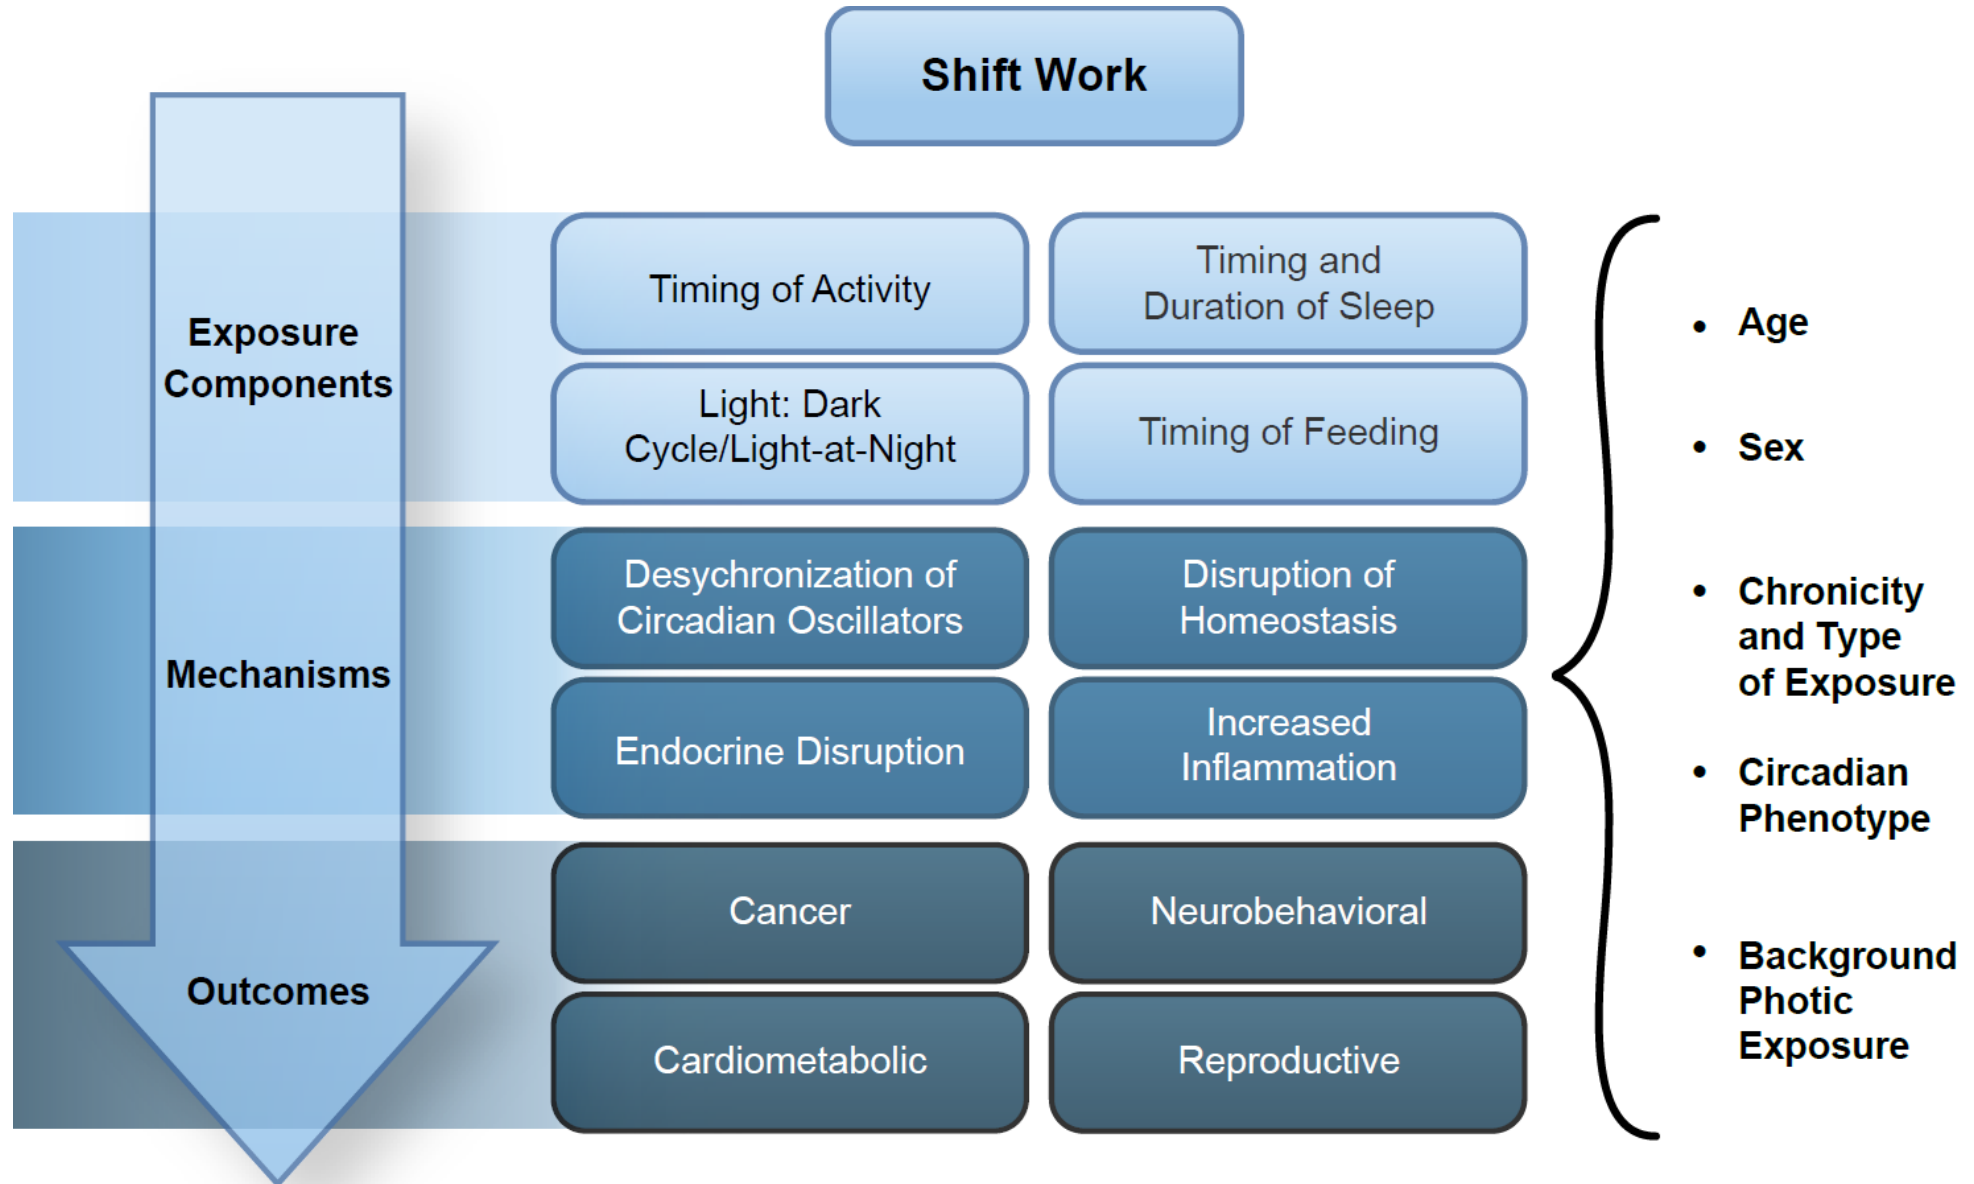 Shift Work
Exposure
Components
Timing of Activity
Timing and
Duration of Sleep
Light: Dark
Cycle/Light-at-Night
Timing of Feeding
Mechanisms
Desychronization of
Circadian Oscillators
Disruption of
Homeostasis
Endocrine Disruption
Increased
Inflammation
Outcomes
Cancer
Neurobehavioral
Cardiometabolic
Reproductive
• Age
• Sex
• Chronicity
and Type
of Exposure
• Circadian
Phenotype
• Background
Photic
Exposure